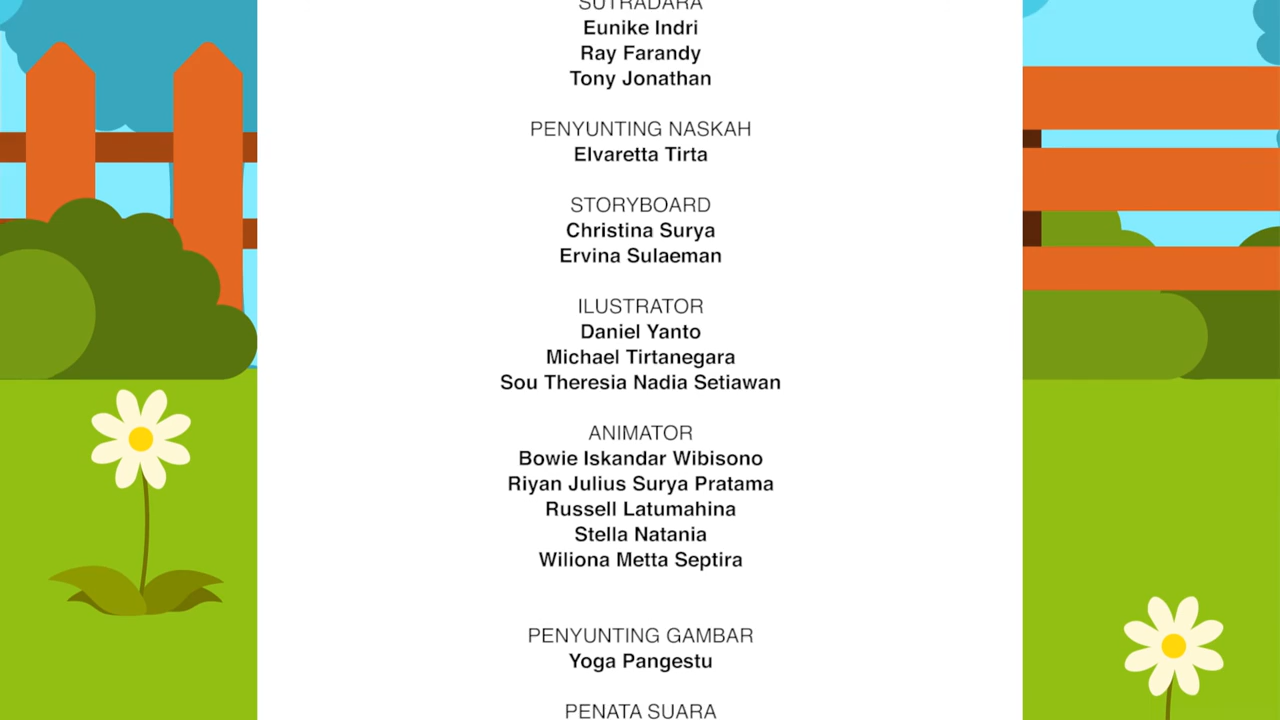 SUTRADARA
Eunike Indri
Ray Farandy
Tony Jonathan
PENYUNTING NASKAH
Elvaretta Tirta
STORYBOARD
Christina Surya
Ervina Sulaeman
ILUSTRATOR
Daniel Yanto
Michael Tirtanegara
Sou Theresia Nadia Setiawan
ANIMATOR
Bowie Iskandar Wibisono
Riyan Julius Surya Pratama
Russell Latumahina
Stella Natania
Wiliona Metta Septira
PENYUNTING GAMBAR
Yoga Pangestu
PENATA SUARA